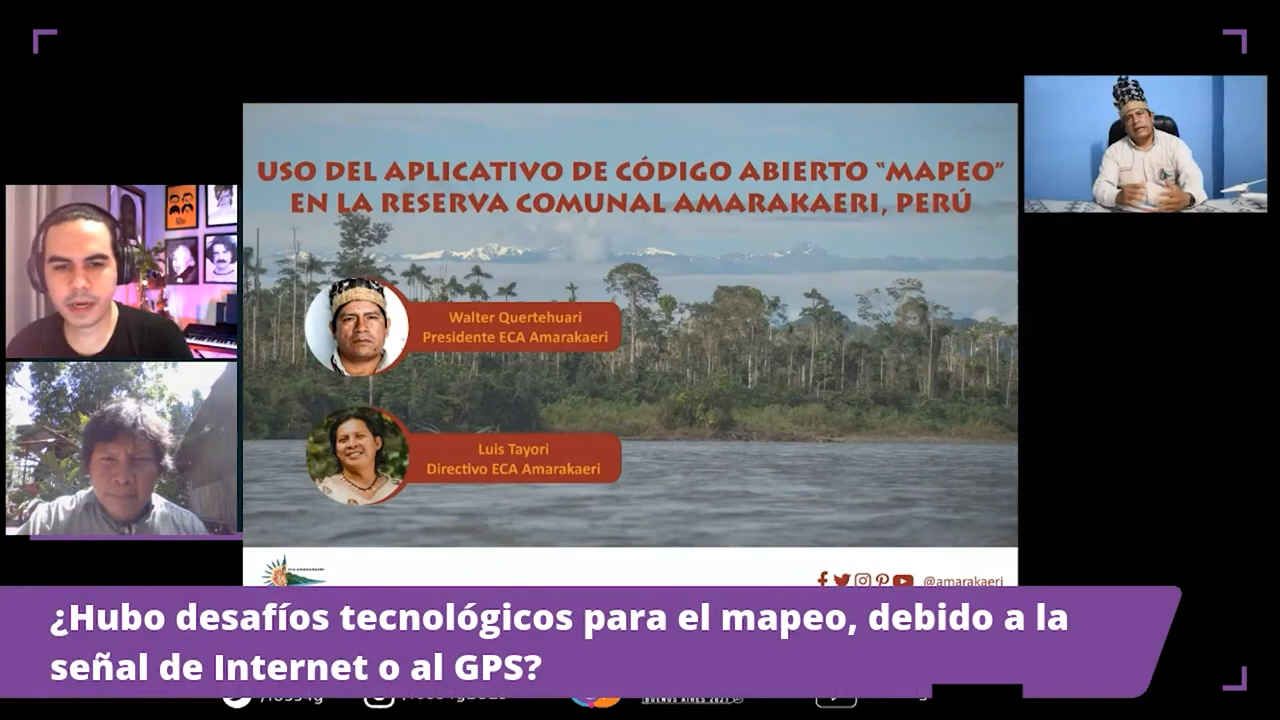 USO DEL APLICATIVO DE CÓDIGO ABIERTO “MAPEO”
EN LA RESERVA COMUNAL AMARAKAERI, PERÚ
Walter Quertehuari
Presidente ECA Amarakaeri
Luis Tayori
Directivo ECA Amarakaeri
@amarakaeri
¿Hubo desafíos tecnológicos para el mapeo, debido a la
señal de Internet o al GPS?